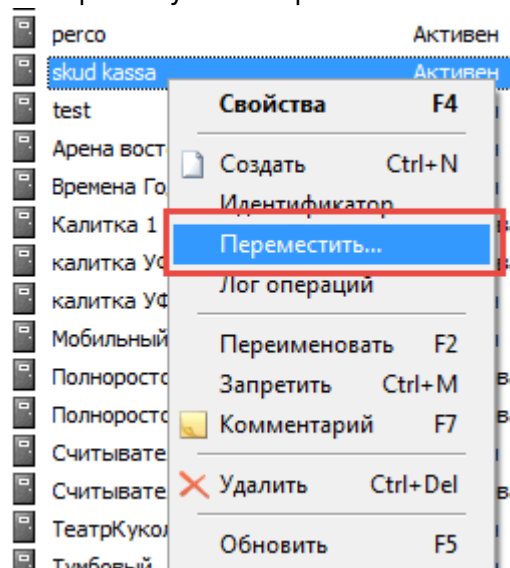 perco Активен
skud kassa Активен
test
Свойства F4
Арена вост
Создать Ctrl+N
Времена Го
Идентификатор
Калитка 1
Переместить...
калитка УФ
Лог операций
калитка УФ
Мобильный
Переименовать F2
Полноросто
Запретить Ctrl+M
Полноросто
Комментарий F7
Считывате
Считывате
Удалить Ctrl+Del
ТеатрКукол
Обновить F5
Тумбовый